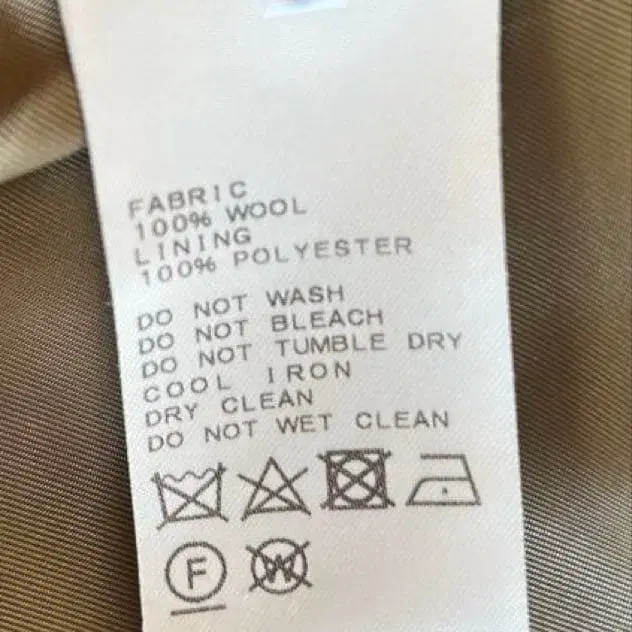 FABRIC
100% WOOL
LINING
100% POLYESTER
DO NOT WASH
DO NOT BLEACH
DO NOT TUMBLE DRY
COOL IRON
DRY CLEAN
DO NOT WET CLEAN
F W